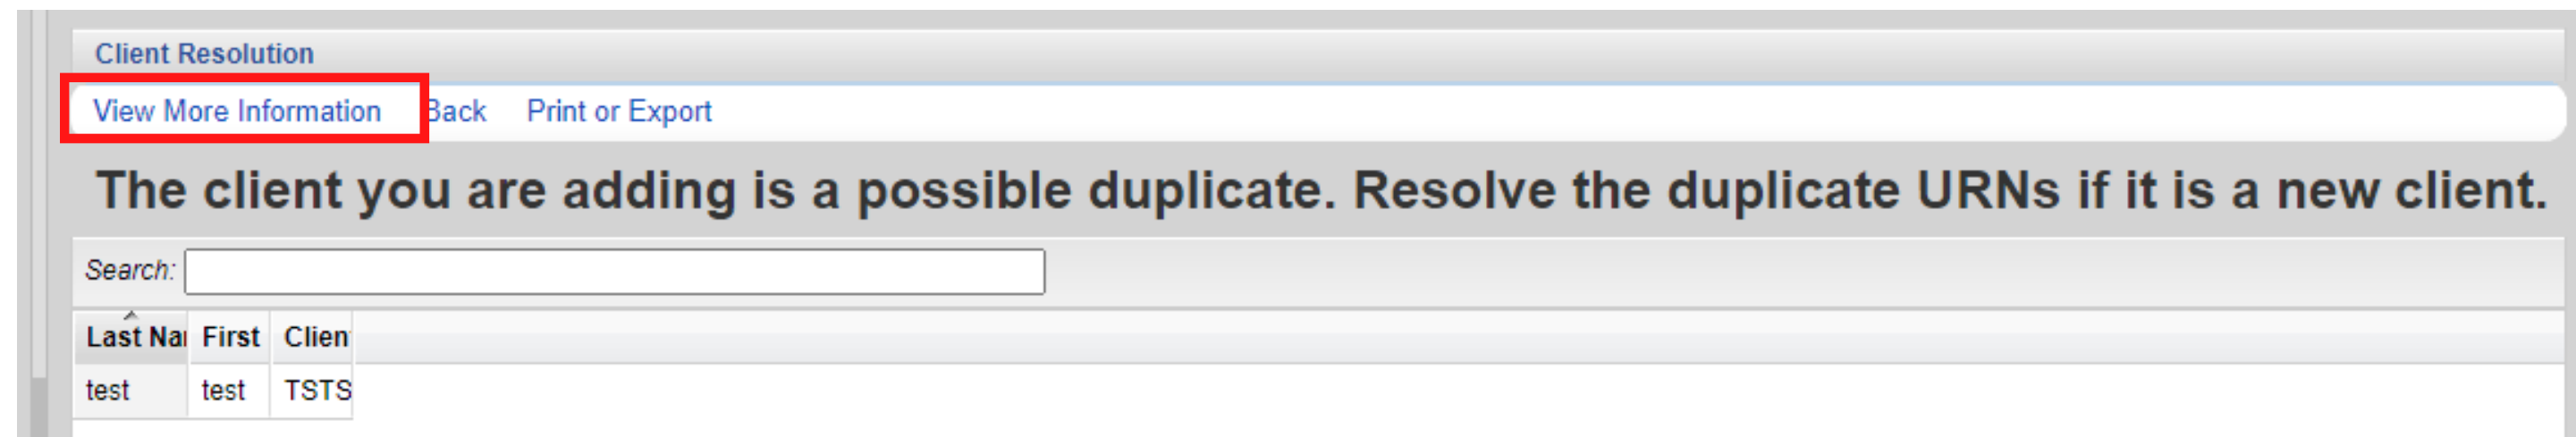 Client Resolution
View More Information Back Print or Export
The client you are adding is a possible duplicate. Resolve the duplicate URNs if it is a new client.
Search:
Last Nar First Clien
test test TSTS